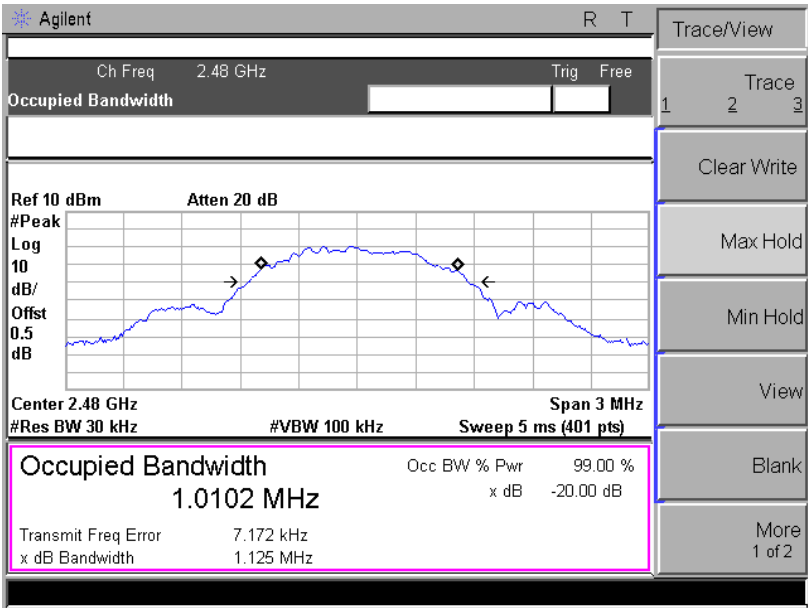 Agilent R T
Ch Freq 2.48 GHz Trig Free
Occupied Bandwidth
Ref 10 dBm Atten 20 dB
#Peak
Log
10
dB/
Offst
0.5
dB
Center 2.48 GHz Span 3 MHz
#Res BW 30 kHz #VBW 100 kHz Sweep 5 ms (401 pts)
Occupied Bandwidth
1.0102 MHz
Occ BW % Pwr 99.00 %
x dB -20.00 dB
Transmit Freq Error 7.172 kHz
x dB Bandwidth 1.125 MHz
Trace/View
Trace
1 2 3
Clear Write
Max Hold
Min Hold
View
Blank
More
1 of 2